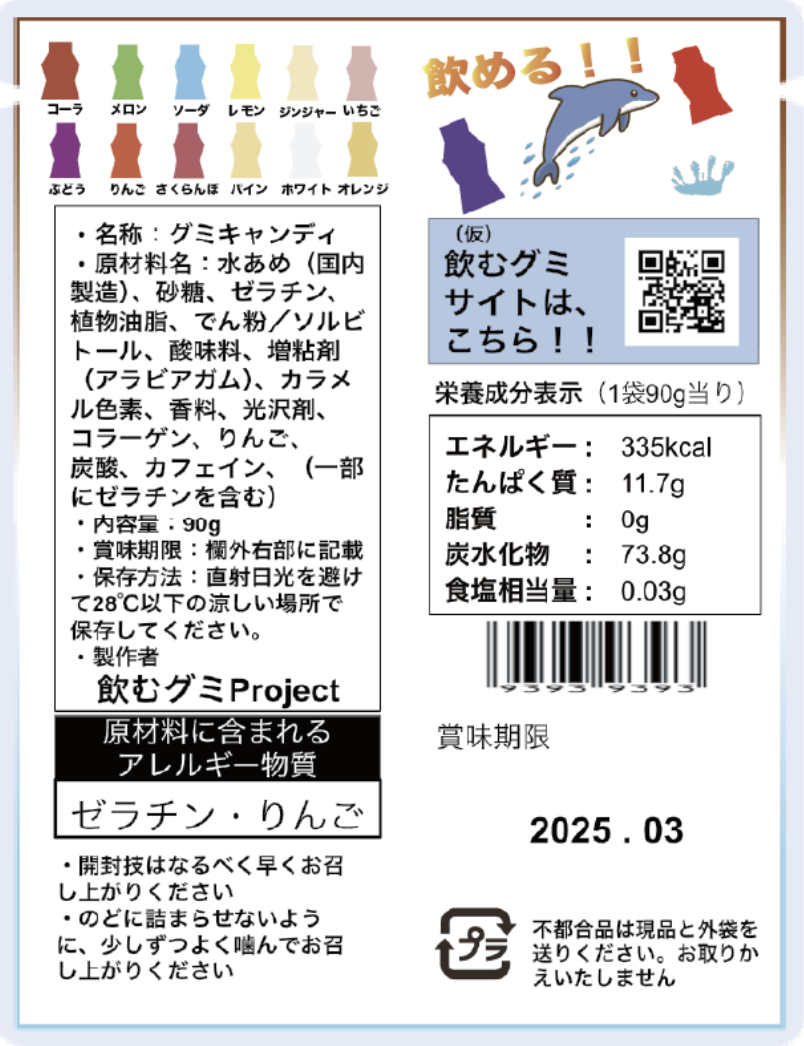 コーラ メロン ソーダ レモン ジンジャー いちご
ぶどう りんご さくらんぼ パイン ホワイト オレンジ
・名称：グミキャンディ
・原材料名：水あめ（国内
製造）、砂糖、ゼラチン、
植物油脂、でん粉／ソルビ
トール、酸味料、増粘剤
（アラビアガム）、カラメ
ル色素、香料、光沢剤、
コラーゲン、りんご、
炭酸、カフェイン、（一部
にゼラチンを含む）
・内容量：90g
・賞味期限：欄外右部に記載
・保存方法：直射日光を避け
て28℃以下の涼しい場所で
保存してください。
・製作者
飲むグミProject
原材料に含まれる
アレルギー物質
ゼラチン・りんご
・開封技はなるべく早くお召
し上がりください
・のどに詰まらせないよう
に、少しずつよく噛んでお召
し上がりください
飲める！！
（仮）
飲むグミ
サイトは、
こちら！！
栄養成分表示（1袋90g当り）
エネルギー： 335kcal
たんぱく質： 11.7g
脂質 ： 0g
炭水化物 ： 73.8g
食塩相当量： 0.03g
9393 9393
賞味期限
2025 . 03
プラ
不都合品は現品と外袋を
送りください。お取りか
えいたしません